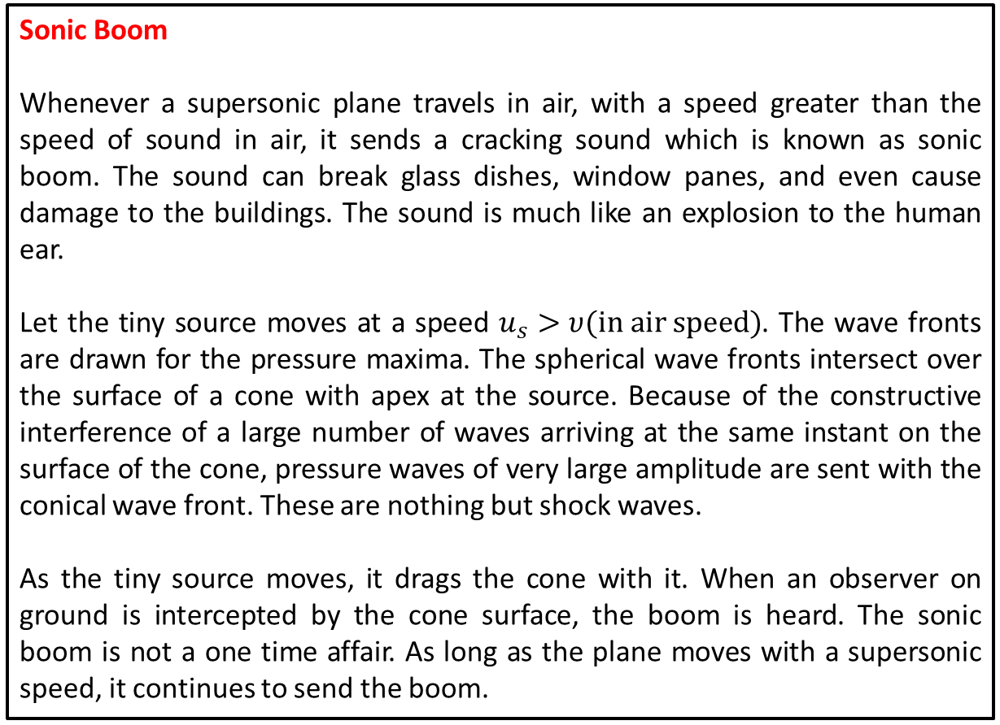 Sonic Boom
Whenever a supersonic plane travels in air, with a speed greater than the
speed of sound in air, it sends a cracking sound which is known as sonic
boom. The sound can break glass dishes, window panes, and even cause
damage to the buildings. The sound is much like an explosion to the human
ear.
Let the tiny source moves at a speed $u_s > v$(in air speed). The wave fronts
are drawn for the pressure maxima. The spherical wave fronts intersect over
the surface of a cone with apex at the source. Because of the constructive
interference of a large number of waves arriving at the same instant on the
surface of the cone, pressure waves of very large amplitude are sent with the
conical wave front. These are nothing but shock waves.
As the tiny source moves, it drags the cone with it. When an observer on
ground is intercepted by the cone surface, the boom is heard. The sonic
boom is not a one time affair. As long as the plane moves with a supersonic
speed, it continues to send the boom.